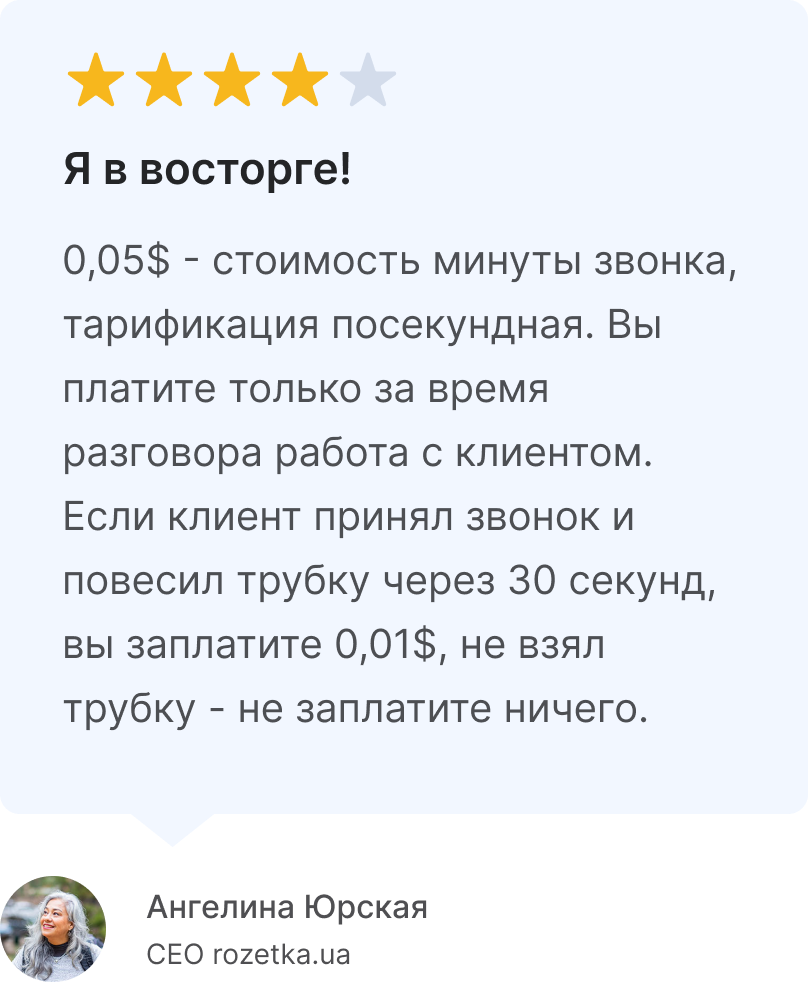 Я в восторге!
0,05$ - стоимость минуты звонка,
тарификация посекундная. Вы
платите только за время
разговора работа с клиентом.
Если клиент принял звонок и
повесил трубку через 30 секунд,
вы заплатите 0,01$, не взял
трубку - не заплатите ничего.
Ангелина Юрская
CEO rozetka.ua